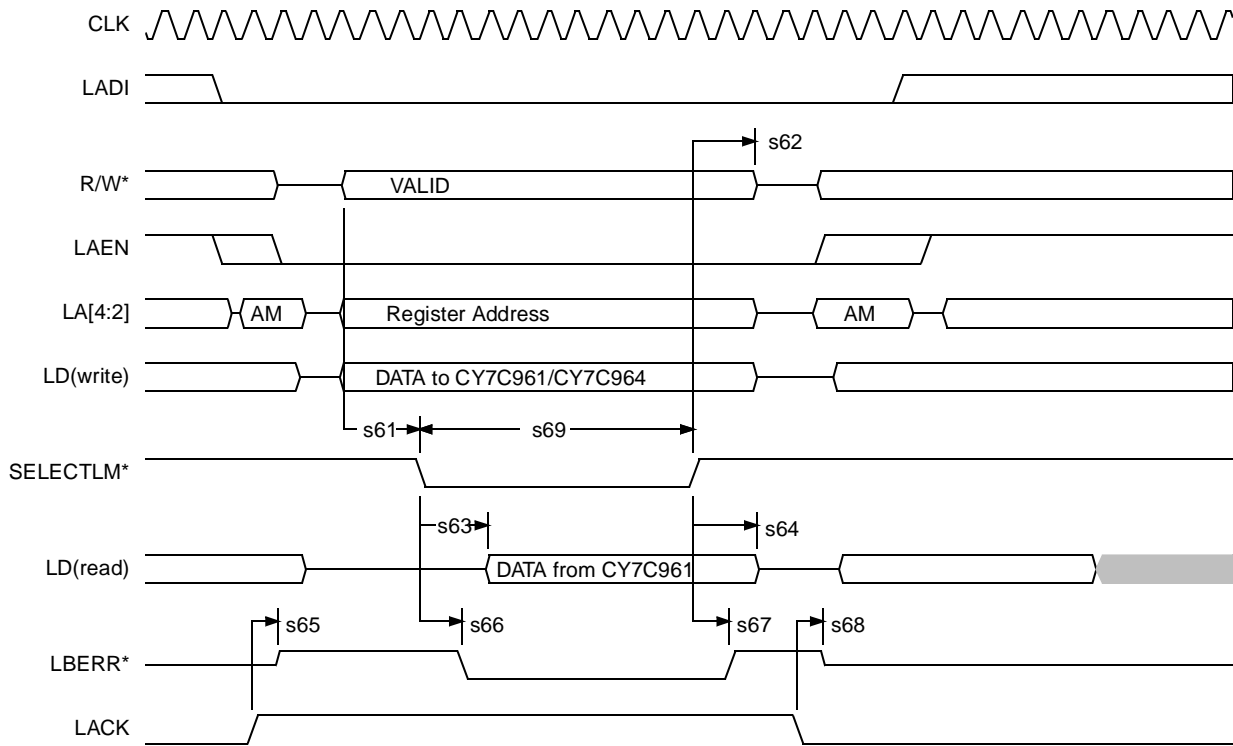 CLK
LADI
s62
R/W* VALID
LAEN
LA[4:2] AM Register Address AM
LD(write) DATA to CY7C961/CY7C964
s61 s69
SELECTLM*
s63 s64
LD(read) DATA from CY7C961
s65 s66 s67 s68
LBERR*
LACK